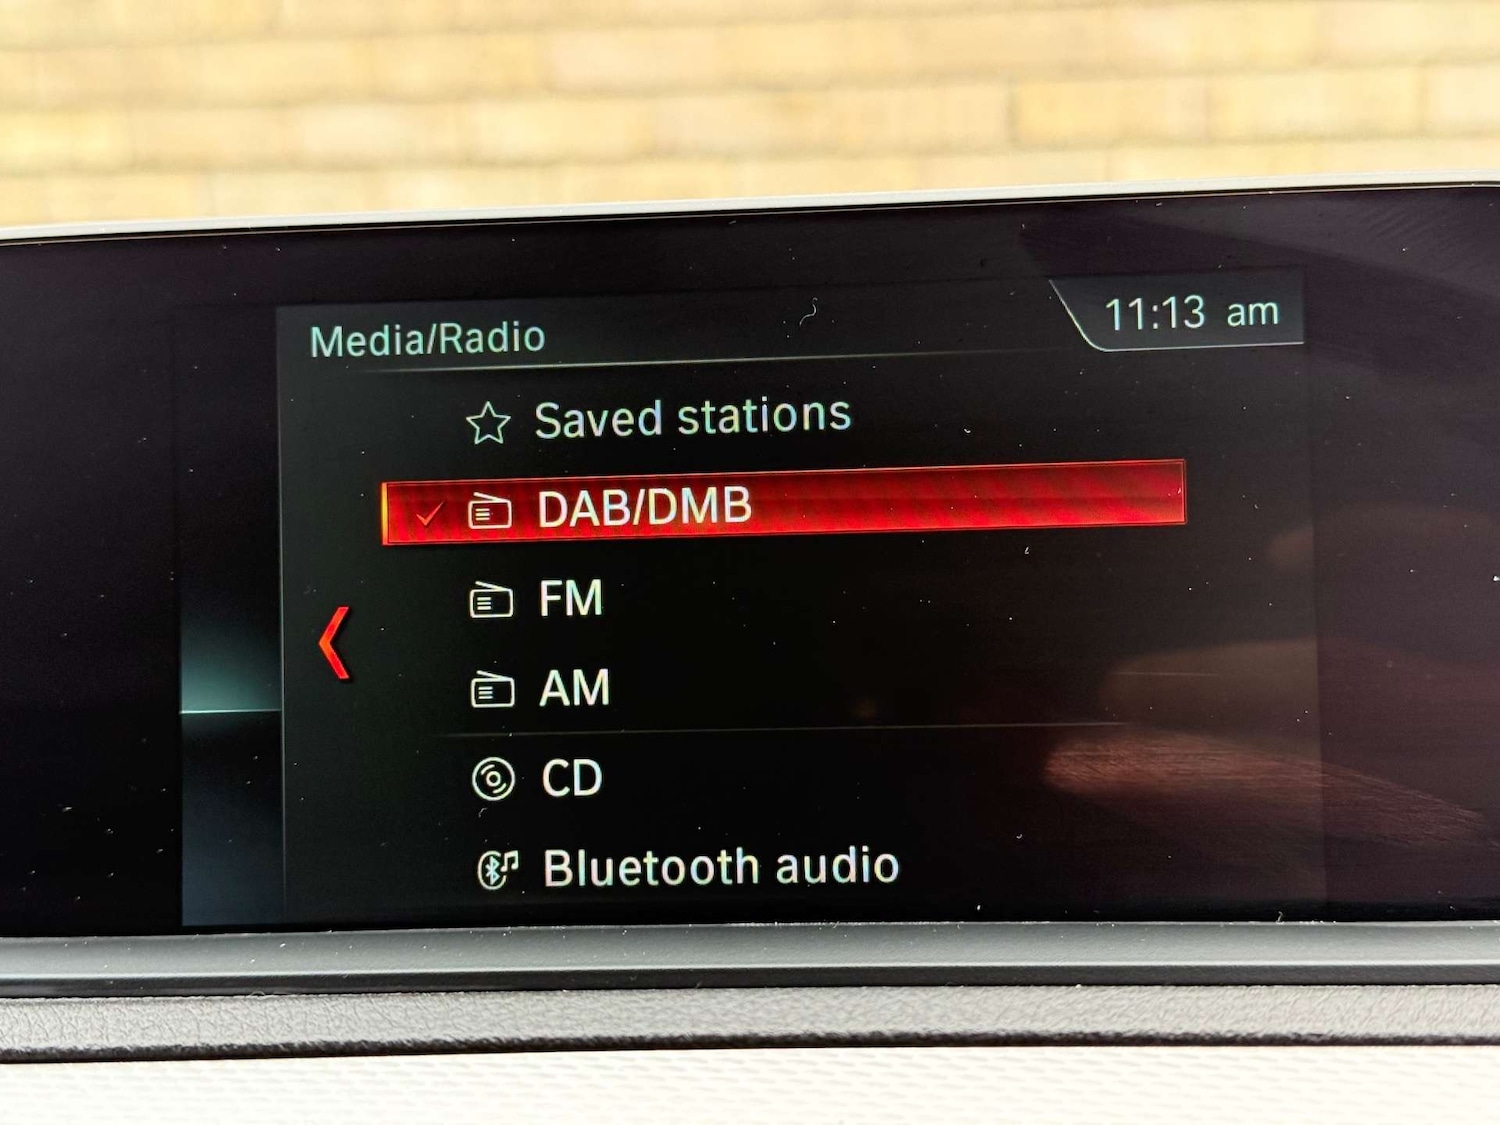 Media/Radio
11:13 am
Saved stations
DAB/DMB
FM
AM
CD
Bluetooth audio